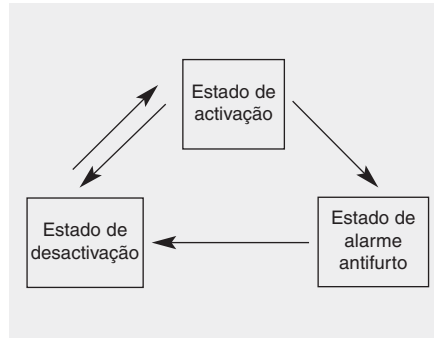 Estado de
activação
Estado de
desactivação
Estado de
alarme
antifurto